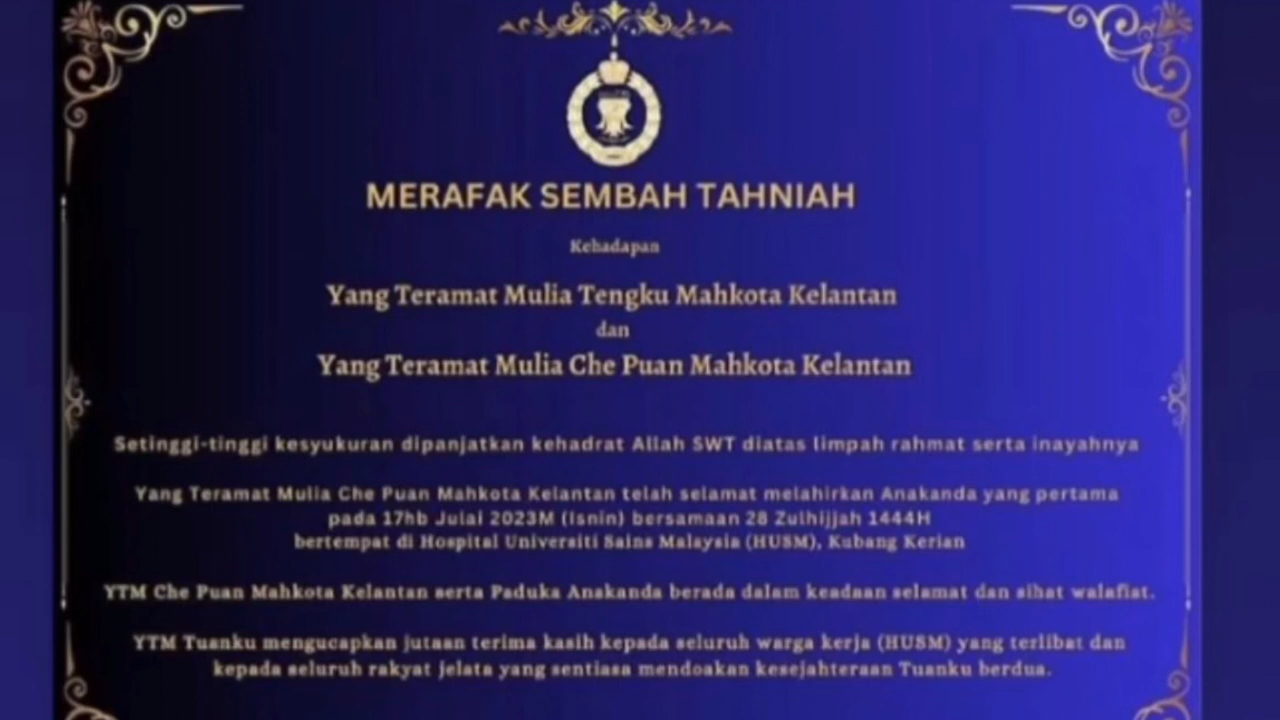 MERAFAK SEMBAH TAHNIAH
Kehadapan
Yang Teramat Mulia Tengku Mahkota Kelantan
dan
Yang Teramat Mulia Che Puan Mahkota Kelantan
Setinggi-tinggi kesyukuran dipanjatkan kehadrat Allah SWT diatas limpah rahmat serta inayahnya
Yang Teramat Mulia Che Puan Mahkota Kelantan telah selamat melahirkan Anakanda yang pertama
pada 17hb Julai 2023M (Isnin) bersamaan 28 Zulhijjah 1444H
bertempat di Hospital Universiti Sains Malaysia (HUSM), Kubang Kerian
YTM Che Puan Mahkota Kelantan serta Paduka Anakanda berada dalam keadaan selamat dan sihat walafiat.
YTM Tuanku mengucapkan jutaan terima kasih kepada seluruh warga kerja (HUSM) yang terlibat dan
kepada seluruh rakyat jelata yang sentiasa mendoakan kesejahteraan Tuanku berdua.